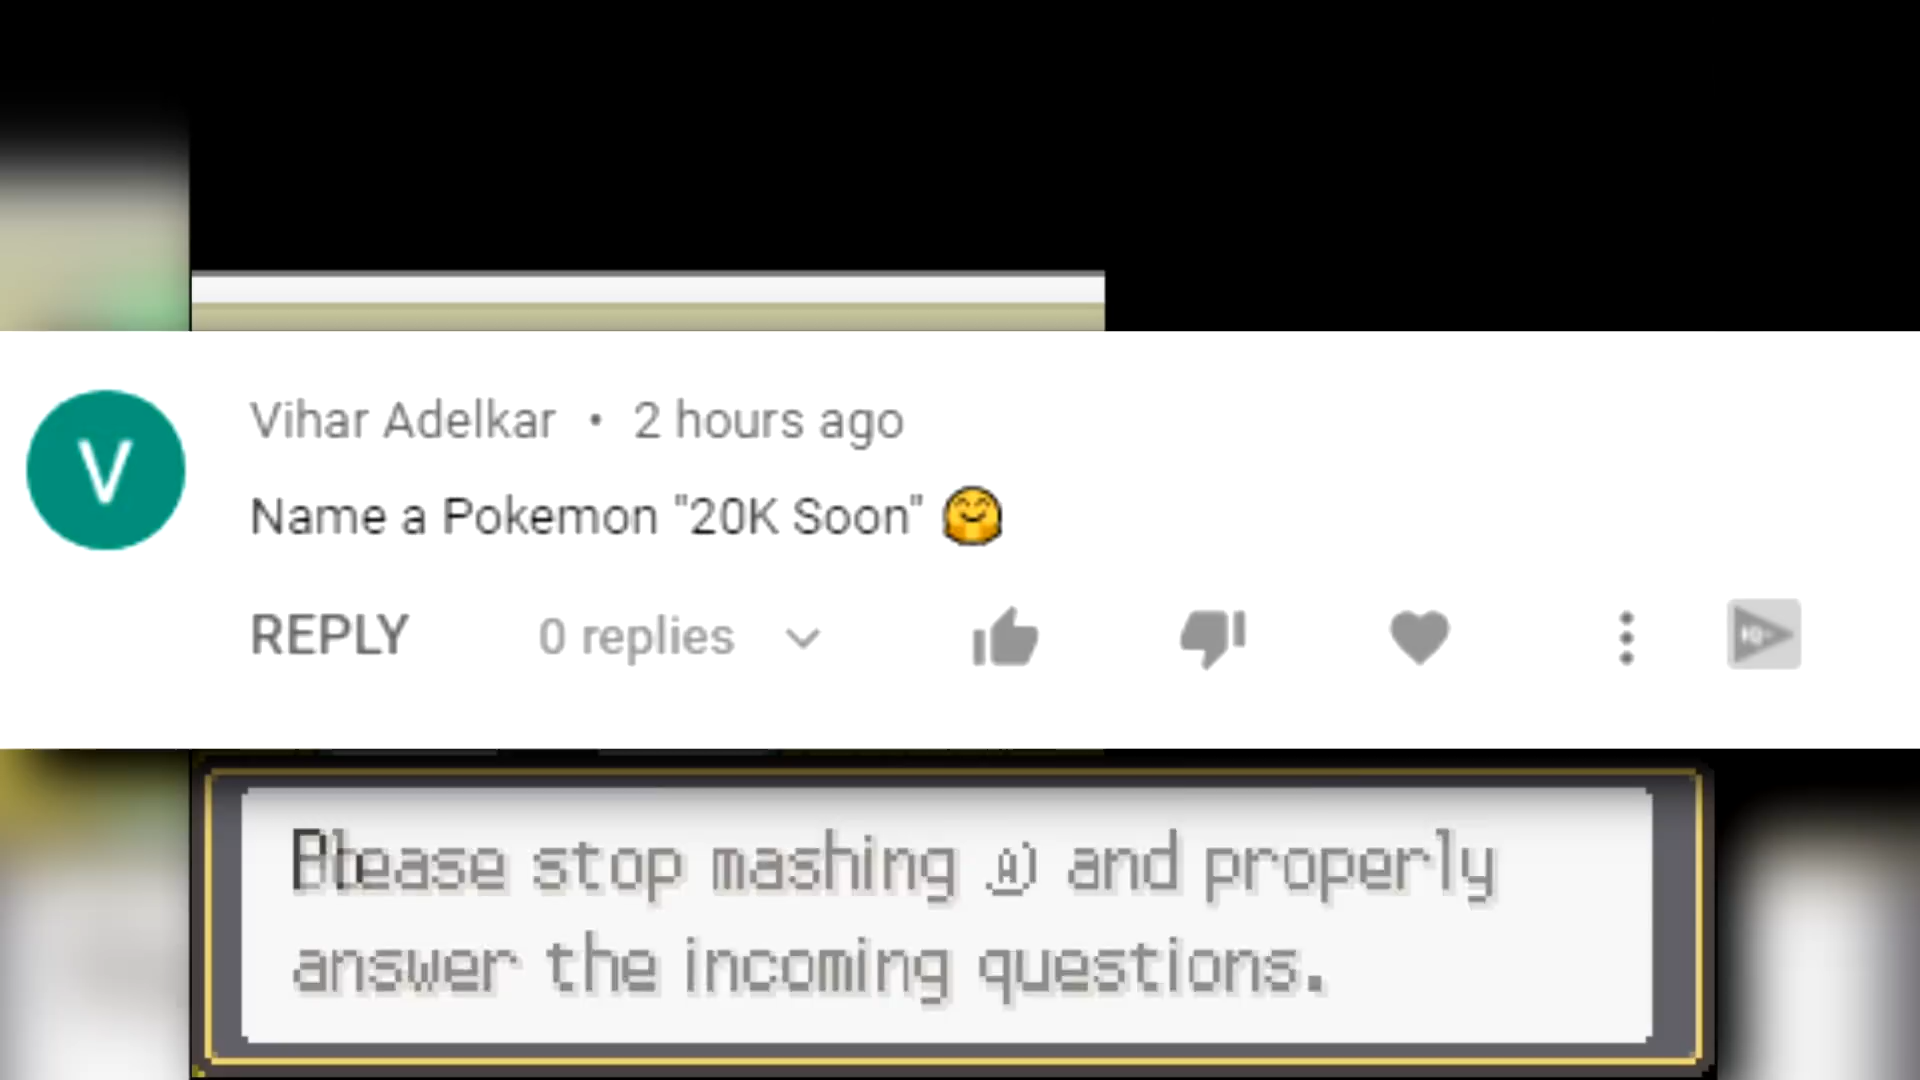 V
Vihar Adelkar • 2 hours ago
Name a Pokemon "20K Soon" 🤗
REPLY 0 replies
Please stop mashing A and properly
answer the incoming questions.